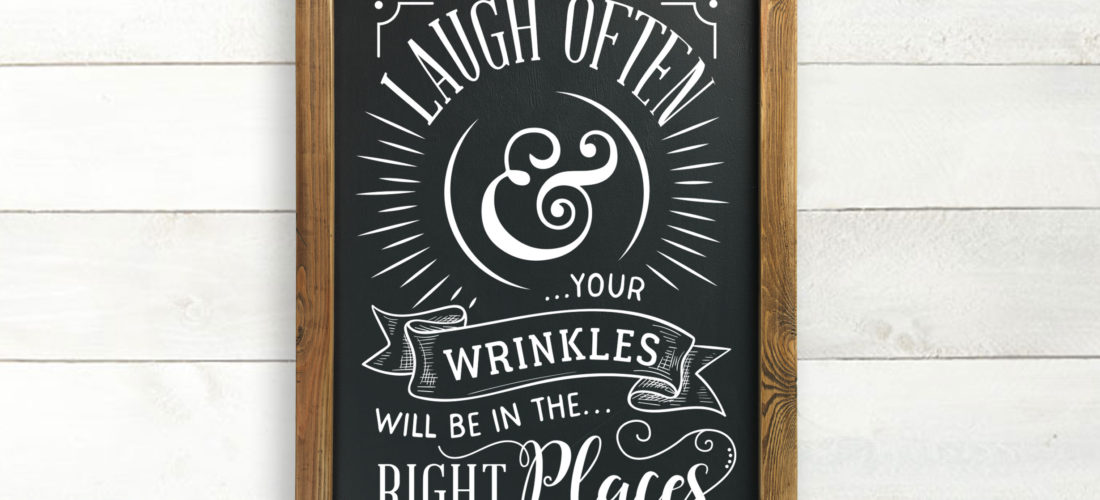 LAUGH OFTEN
&
...YOUR
WRINKLES
WILL BE IN THE...
RIGHT Places